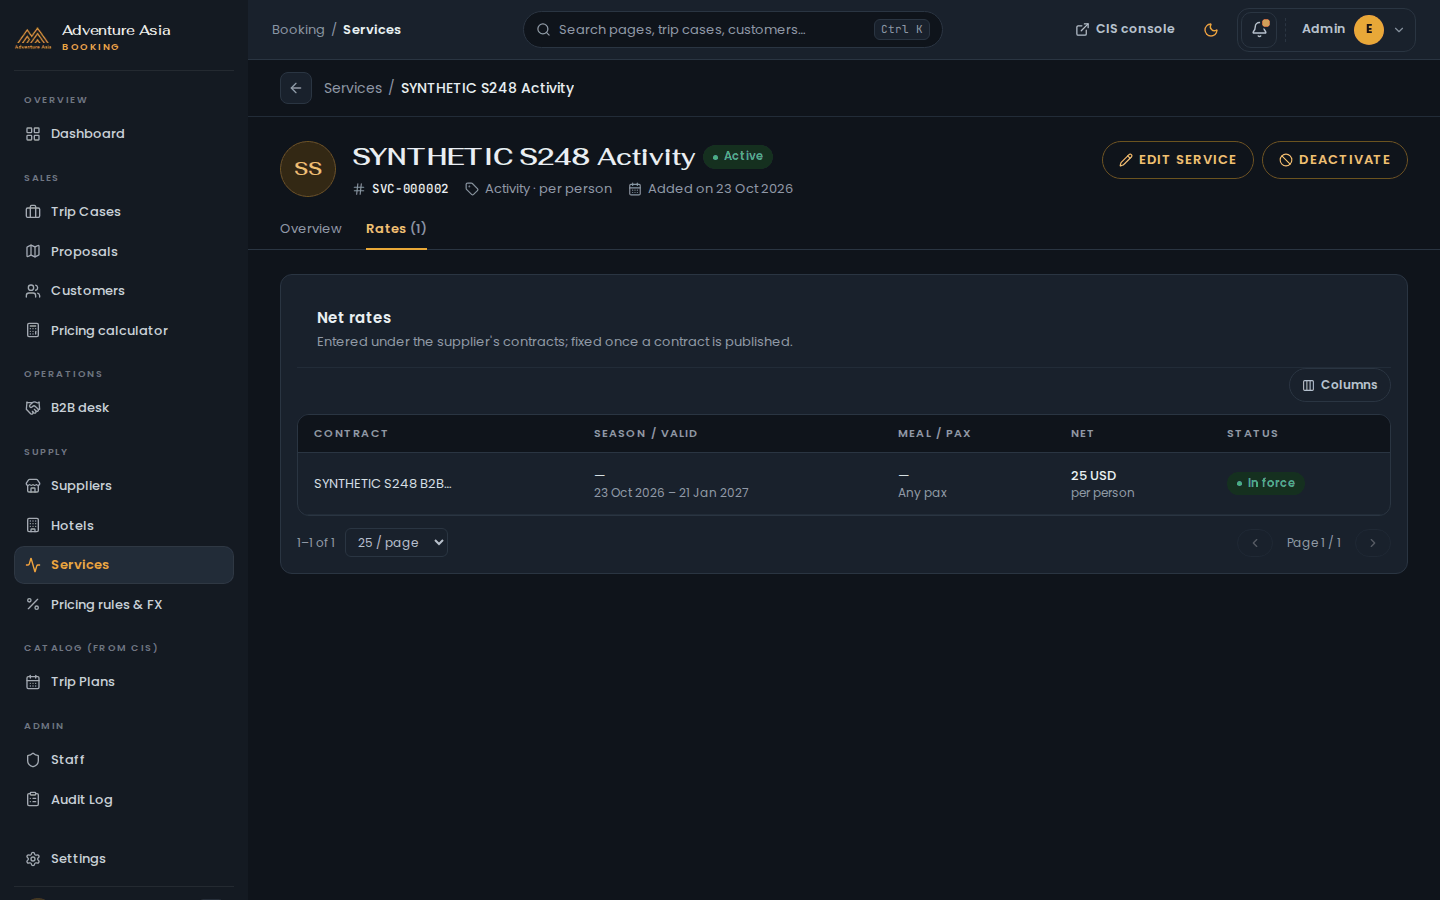 Adventure Asia
BOOKING
Adventure Asia
OVERVIEW
Dashboard
SALES
Trip Cases
Proposals
Customers
Pricing calculator
OPERATIONS
B2B desk
SUPPLY
Suppliers
Hotels
Services
Pricing rules & FX
CATALOG (FROM CIS)
Trip Plans
ADMIN
Staff
Audit Log
Settings
Booking / Services
Search pages, trip cases, customers... Ctrl K
CIS console
Admin E
Services / SYNTHETIC S248 Activity
SS
SYNTHETIC S248 Activity Active
# SVC-000002 Activity · per person Added on 23 Oct 2026
EDIT SERVICE DEACTIVATE
Overview Rates (1)
Net rates
Entered under the supplier's contracts; fixed once a contract is published.
Columns
CONTRACT SEASON / VALID MEAL / PAX NET STATUS
SYNTHETIC S248 B2B... — — 25 USD In force
23 Oct 2026 – 21 Jan 2027 Any pax per person
1–1 of 1 25 / page Page 1 / 1